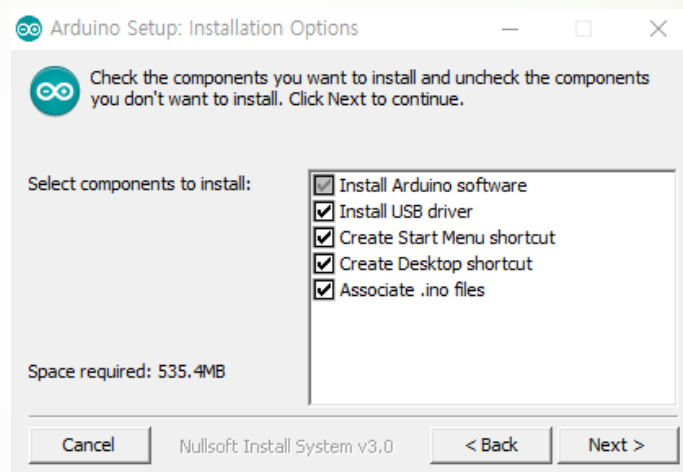 Arduino Setup: Installation Options
Check the components you want to install and uncheck the components
you don't want to install. Click Next to continue.
Select components to install:
Install Arduino software
Install USB driver
Create Start Menu shortcut
Create Desktop shortcut
Associate .ino files
Space required: 535.4MB
Cancel
Nullsoft Install System v3.0
< Back
Next >